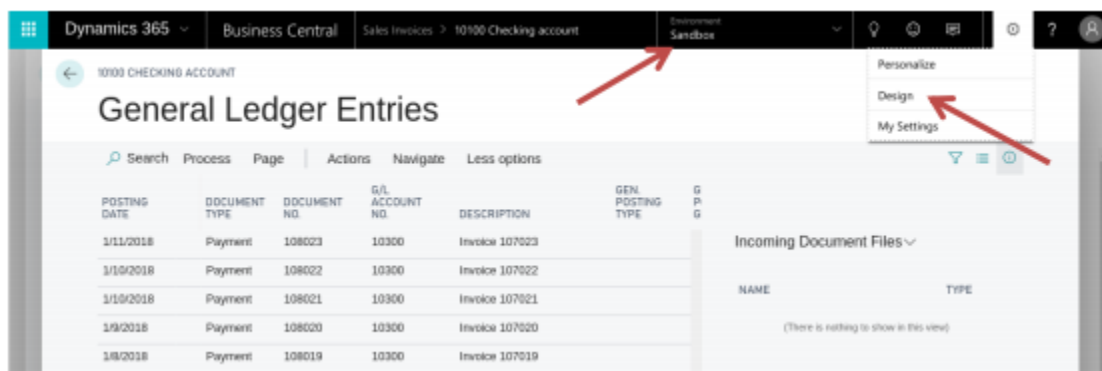 Dynamics 365 Business Central Sales Invoices > 10100 Checking account Environment Sandbox ?
Personalize
Design
My Settings
10100 CHECKING ACCOUNT
General Ledger Entries
Search Process Page Actions Navigate Less options
POSTING DATE DOCUMENT TYPE DOCUMENT NO. G/L ACCOUNT NO. DESCRIPTION GEN. POSTING TYPE G P G
1/11/2018 Payment 108023 10300 Invoice 107023
1/10/2018 Payment 108022 10300 Invoice 107022
1/10/2018 Payment 108021 10300 Invoice 107021
1/9/2018 Payment 108020 10300 Invoice 107020
1/8/2018 Payment 108019 10300 Invoice 107019
Incoming Document Files
NAME TYPE
(There is nothing to show in this view)